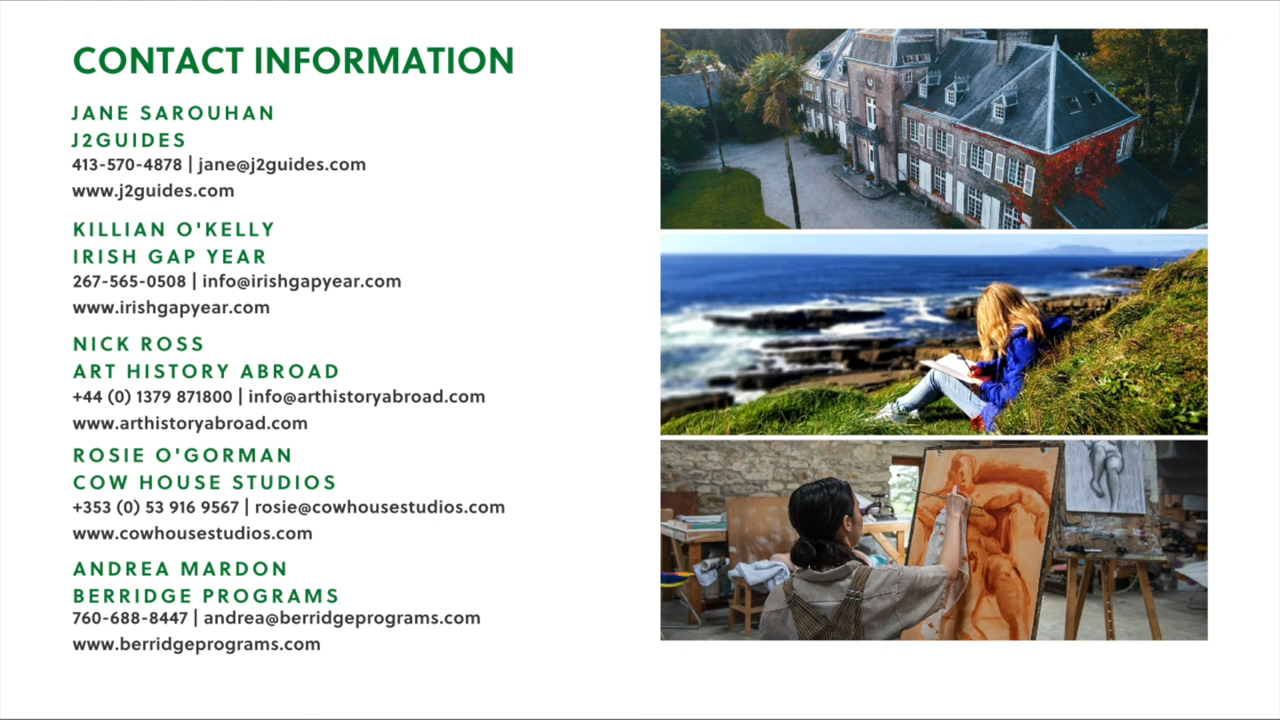 CONTACT INFORMATION
JANE SAROUHAN
J2GUIDES
413-570-4878 | jane@j2guides.com
www.j2guides.com
KILLIAN O'KELLY
IRISH GAP YEAR
267-565-0508 | info@irishgapyear.com
www.irishgapyear.com
NICK ROSS
ART HISTORY ABROAD
+44 (0) 1379 871800 | info@arthistoryabroad.com
www.arthistoryabroad.com
ROSIE O'GORMAN
COW HOUSE STUDIOS
+353 (0) 53 916 9567 | rosie@cowhousestudios.com
www.cowhousestudios.com
ANDREA MARDON
BERRIDGE PROGRAMS
760-688-8447 | andrea@berridgeprograms.com
www.berridgeprograms.com